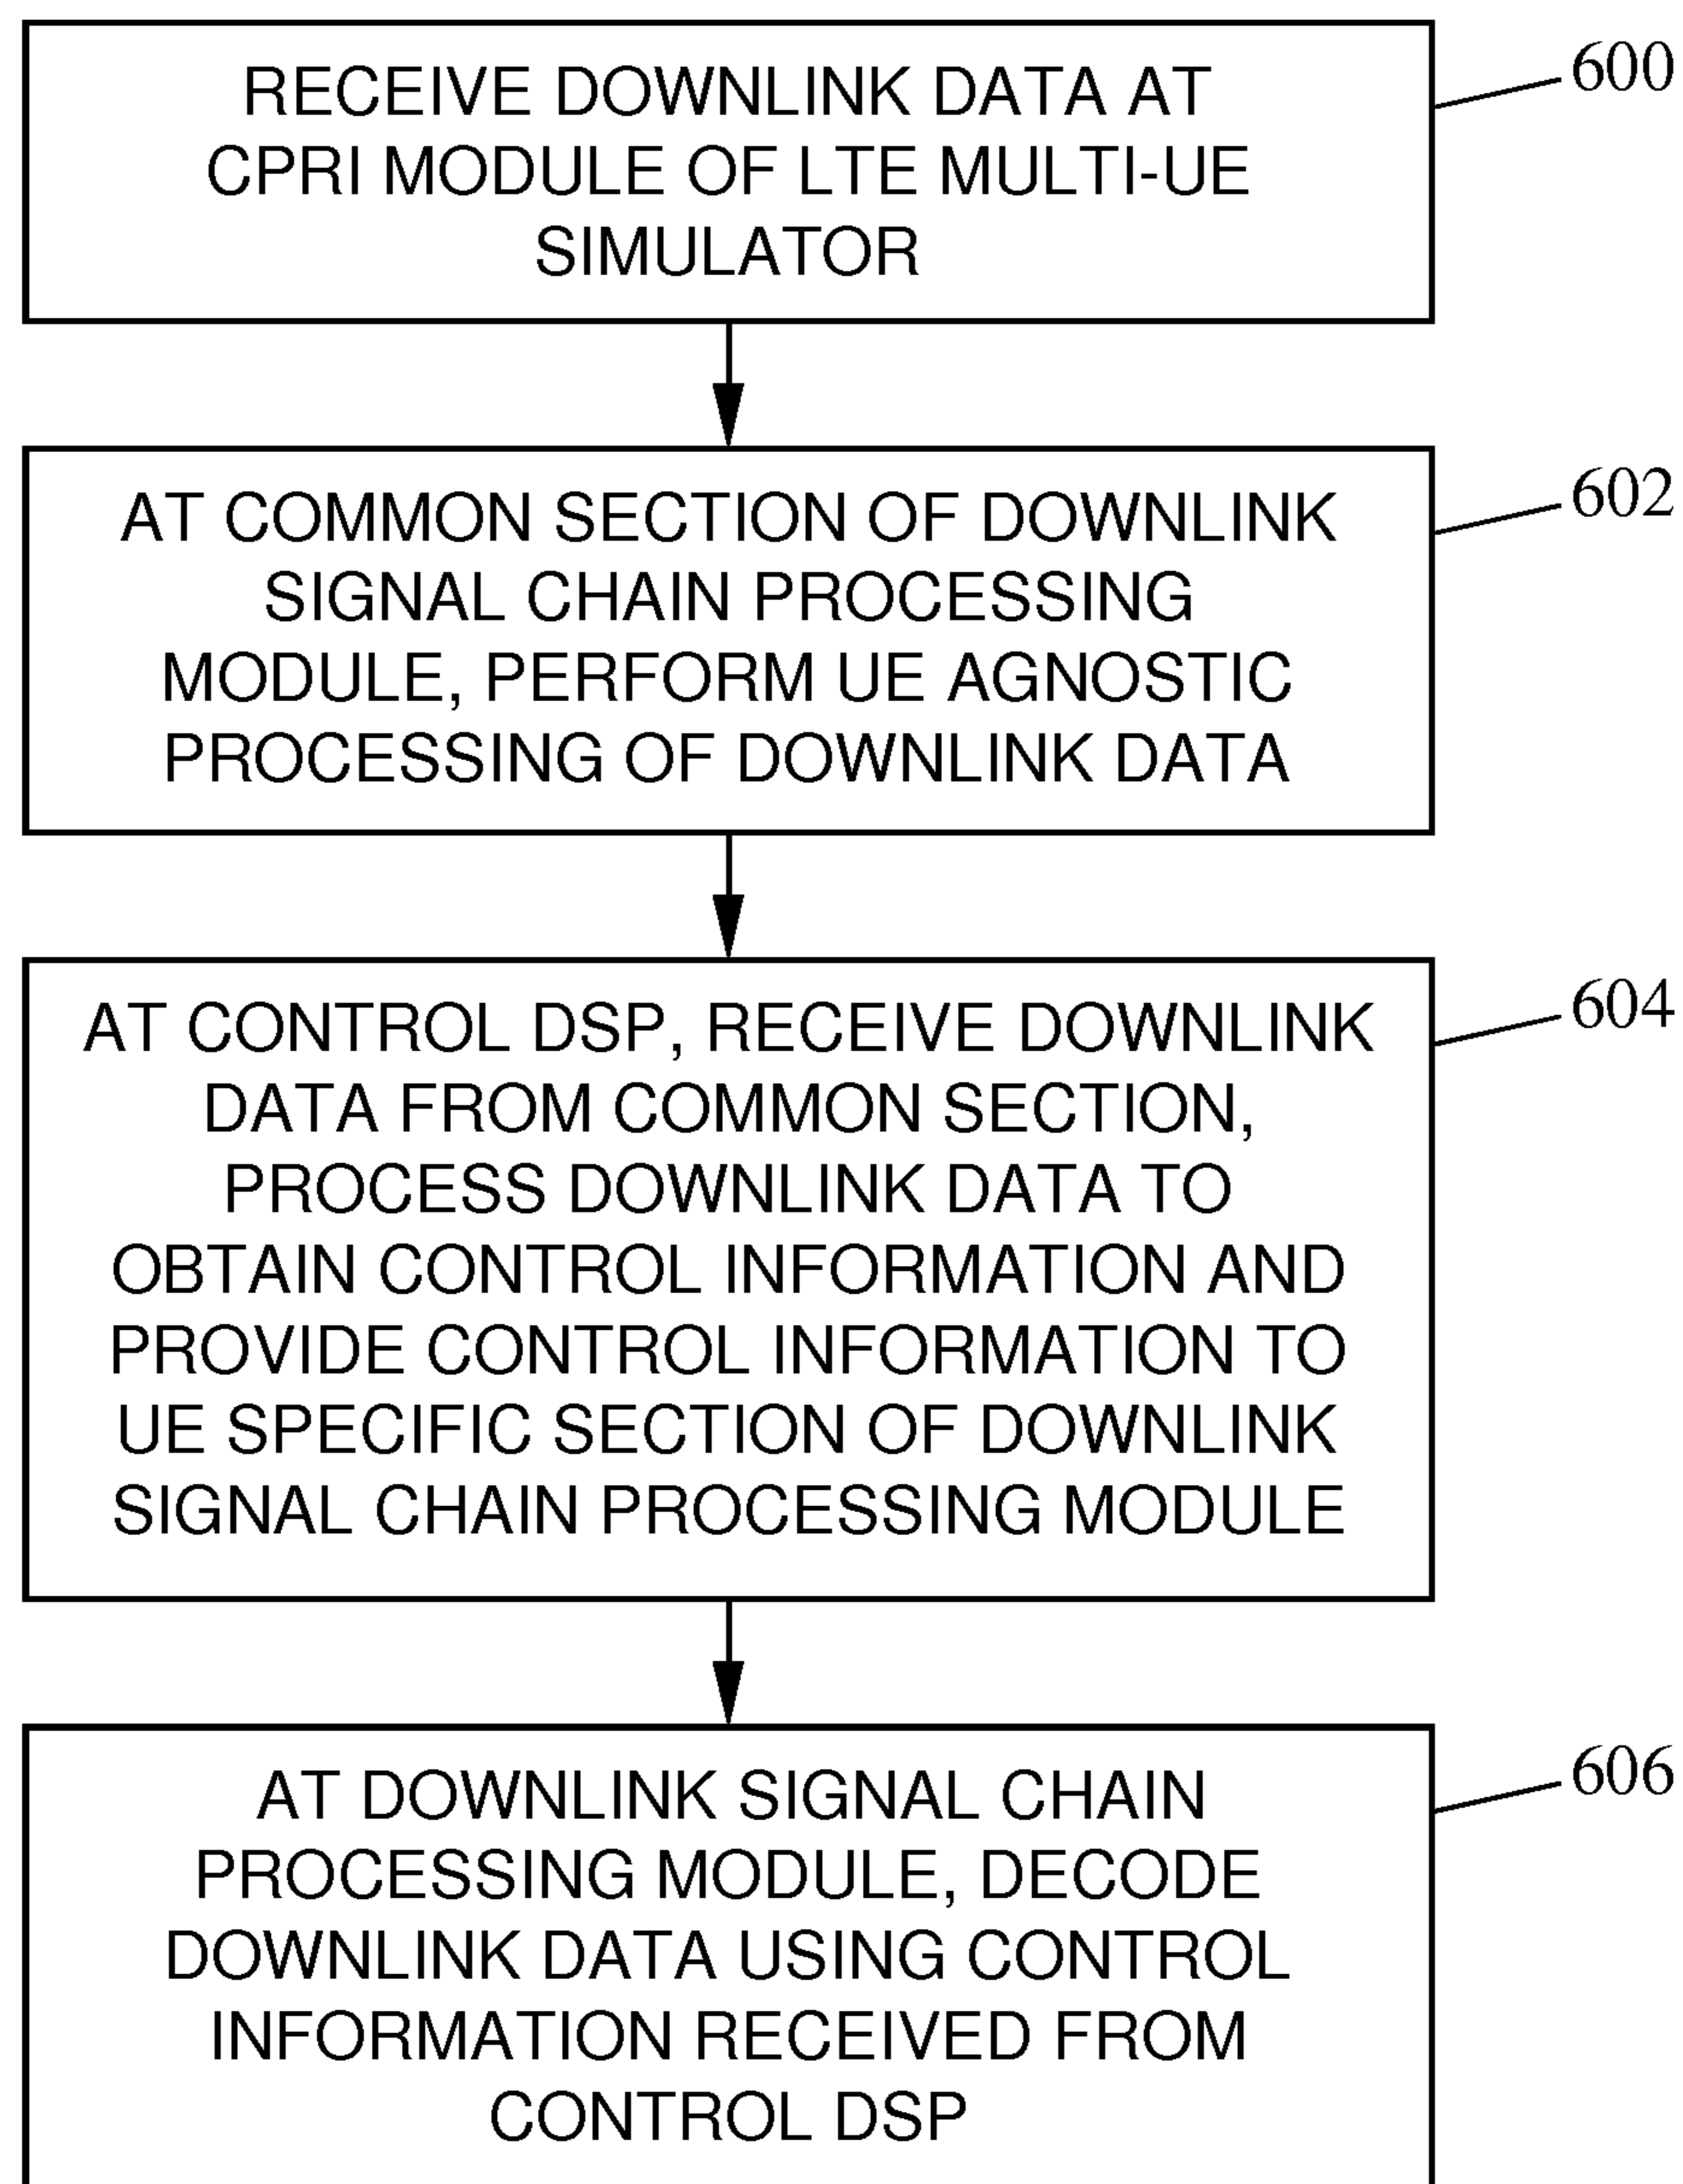 RECEIVE DOWNLINK DATA AT
CPRI MODULE OF LTE MULTI-UE
SIMULATOR
600
AT COMMON SECTION OF DOWNLINK
SIGNAL CHAIN PROCESSING
MODULE, PERFORM UE AGNOSTIC
PROCESSING OF DOWNLINK DATA
602
AT CONTROL DSP, RECEIVE DOWNLINK
DATA FROM COMMON SECTION,
PROCESS DOWNLINK DATA TO
OBTAIN CONTROL INFORMATION AND
PROVIDE CONTROL INFORMATION TO
UE SPECIFIC SECTION OF DOWNLINK
SIGNAL CHAIN PROCESSING MODULE
604
AT DOWNLINK SIGNAL CHAIN
PROCESSING MODULE, DECODE
DOWNLINK DATA USING CONTROL
INFORMATION RECEIVED FROM
CONTROL DSP
606